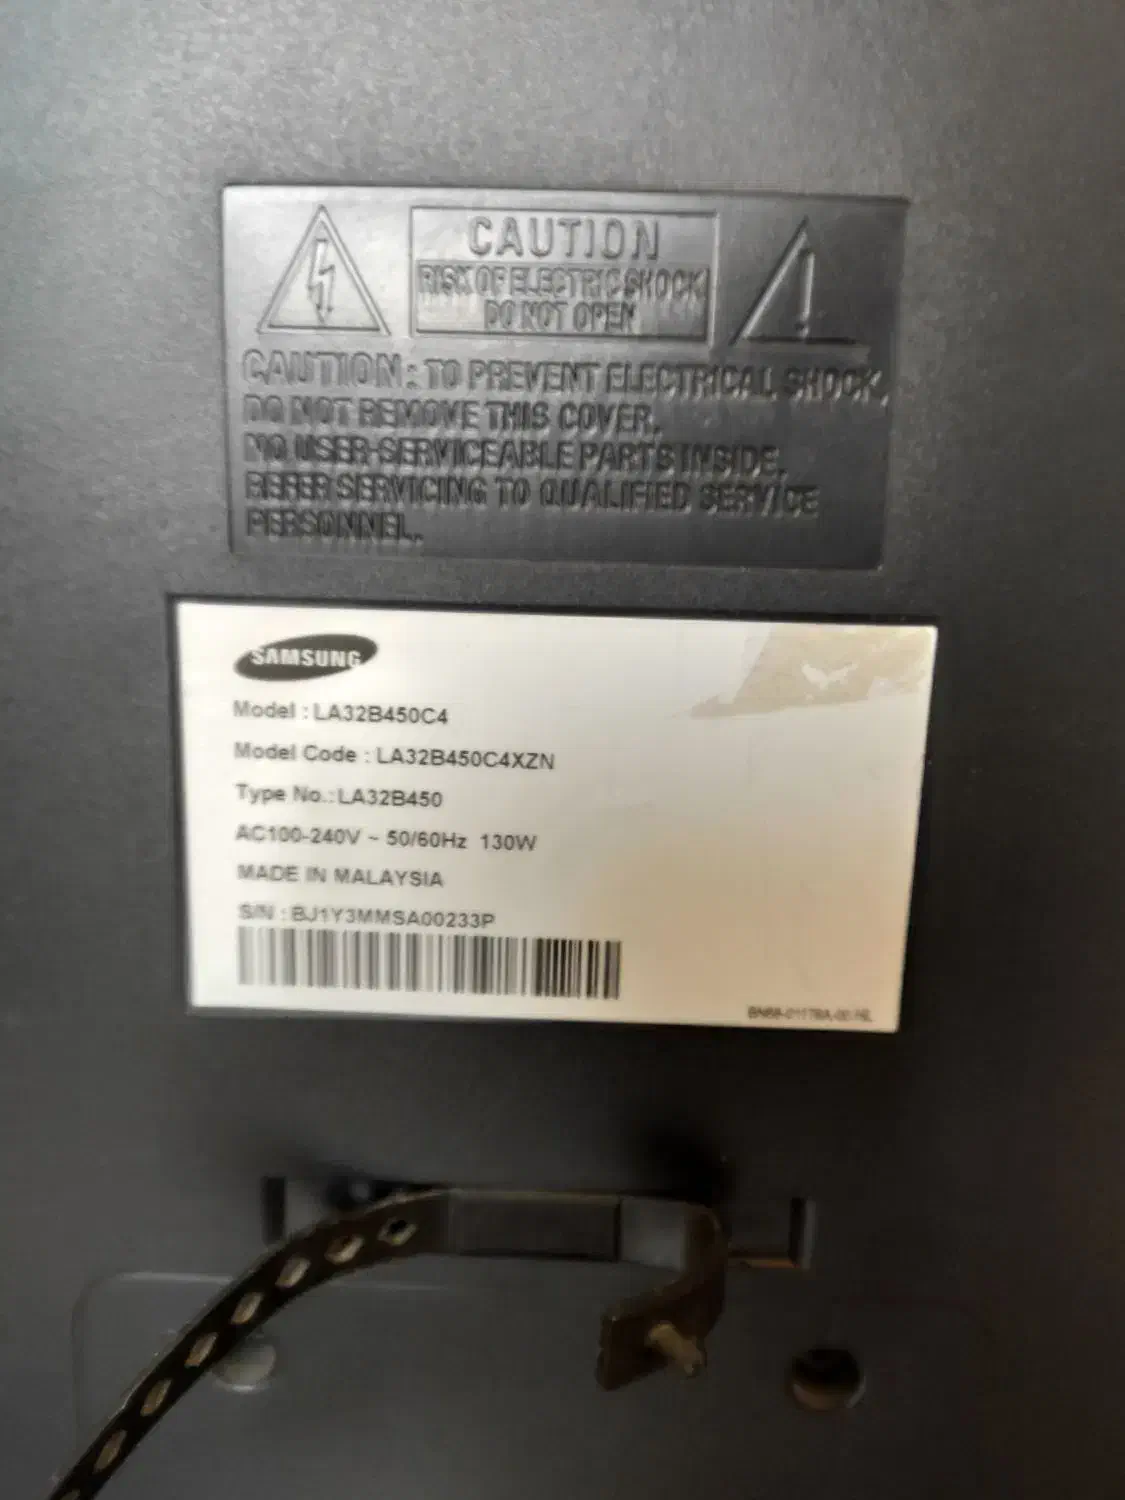 CAUTION
RISK OF ELECTRIC SHOCK
DO NOT OPEN
CAUTION : TO PREVENT ELECTRICAL SHOCK,
DO NOT REMOVE THIS COVER.
NO USER-SERVICEABLE PARTS INSIDE.
REFER SERVICING TO QUALIFIED SERVICE
PERSONNEL.
SAMSUNG
Model : LA32B450C4
Model Code : LA32B450C4XZN
Type No.: LA32B450
AC100-240V ~ 50/60Hz 130W
MADE IN MALAYSIA
S/N : BJ1Y3MMSA00233P